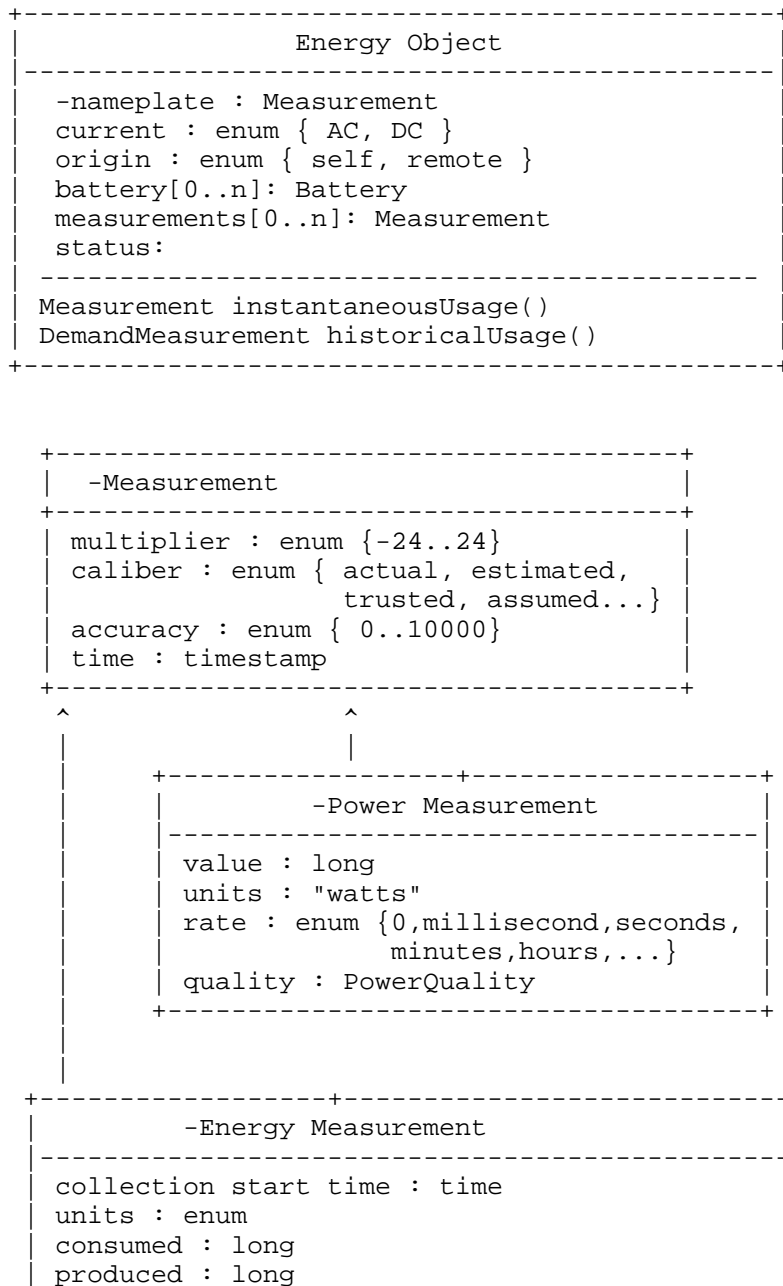 Energy Object
-nameplate : Measurement
current : enum { AC, DC }
origin : enum { self, remote }
battery[0..n]: Battery
measurements[0..n]: Measurement
status:
Measurement instantaneousUsage()
DemandMeasurement historicalUsage()
-Measurement
multiplier : enum {-24..24}
caliber : enum { actual, estimated,
trusted, assumed...}
accuracy : enum { 0..10000}
time : timestamp
-Power Measurement
value : long
units : "watts"
rate : enum {0,millisecond,seconds,
minutes,hours,...}
quality : PowerQuality
-Energy Measurement
collection start time : time
units : enum
consumed : long
produced : long